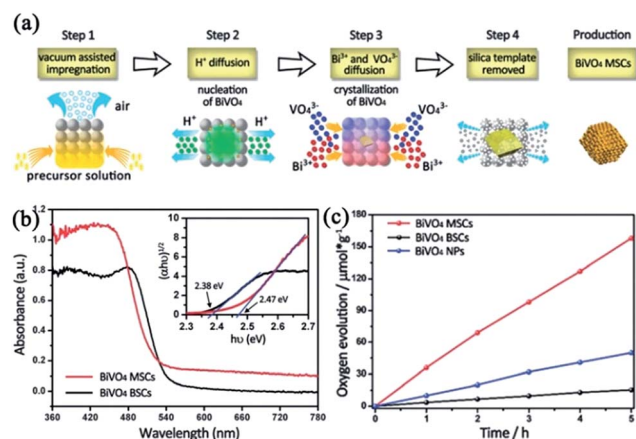 (a)
Step 1
Step 2
Step 3
Step 4
Production
vacuum assisted
impregnation
H⁺ diffusion
Bi³⁺ and VO₄³⁻
diffusion
silica template
removed
BiVO₄ MSCs
nucleation
of BiVO₄
crystallization
of BiVO₄
air
H⁺
H⁺
VO₄³⁻
VO₄³⁻
Bi³⁺
Bi³⁺
precursor solution
(b)
Absorbance (a.u.)
1.2
1.0
0.8
0.6
0.4
0.2
0.0
360 420 480 540 600 660 720 780
Wavelength (nm)
BiVO₄ MSCs
BiVO₄ BSCs
(αhυ)^1/2
10
8
6
4
2
0
2.3 2.4 2.5 2.6 2.7
hυ (eV)
2.38 eV
2.47 eV
(c)
Oxygen evolution / μmol*g⁻¹
180
150
120
90
60
30
0
0 1 2 3 4 5
Time / h
BiVO₄ MSCs
BiVO₄ BSCs
BiVO₄ NPs